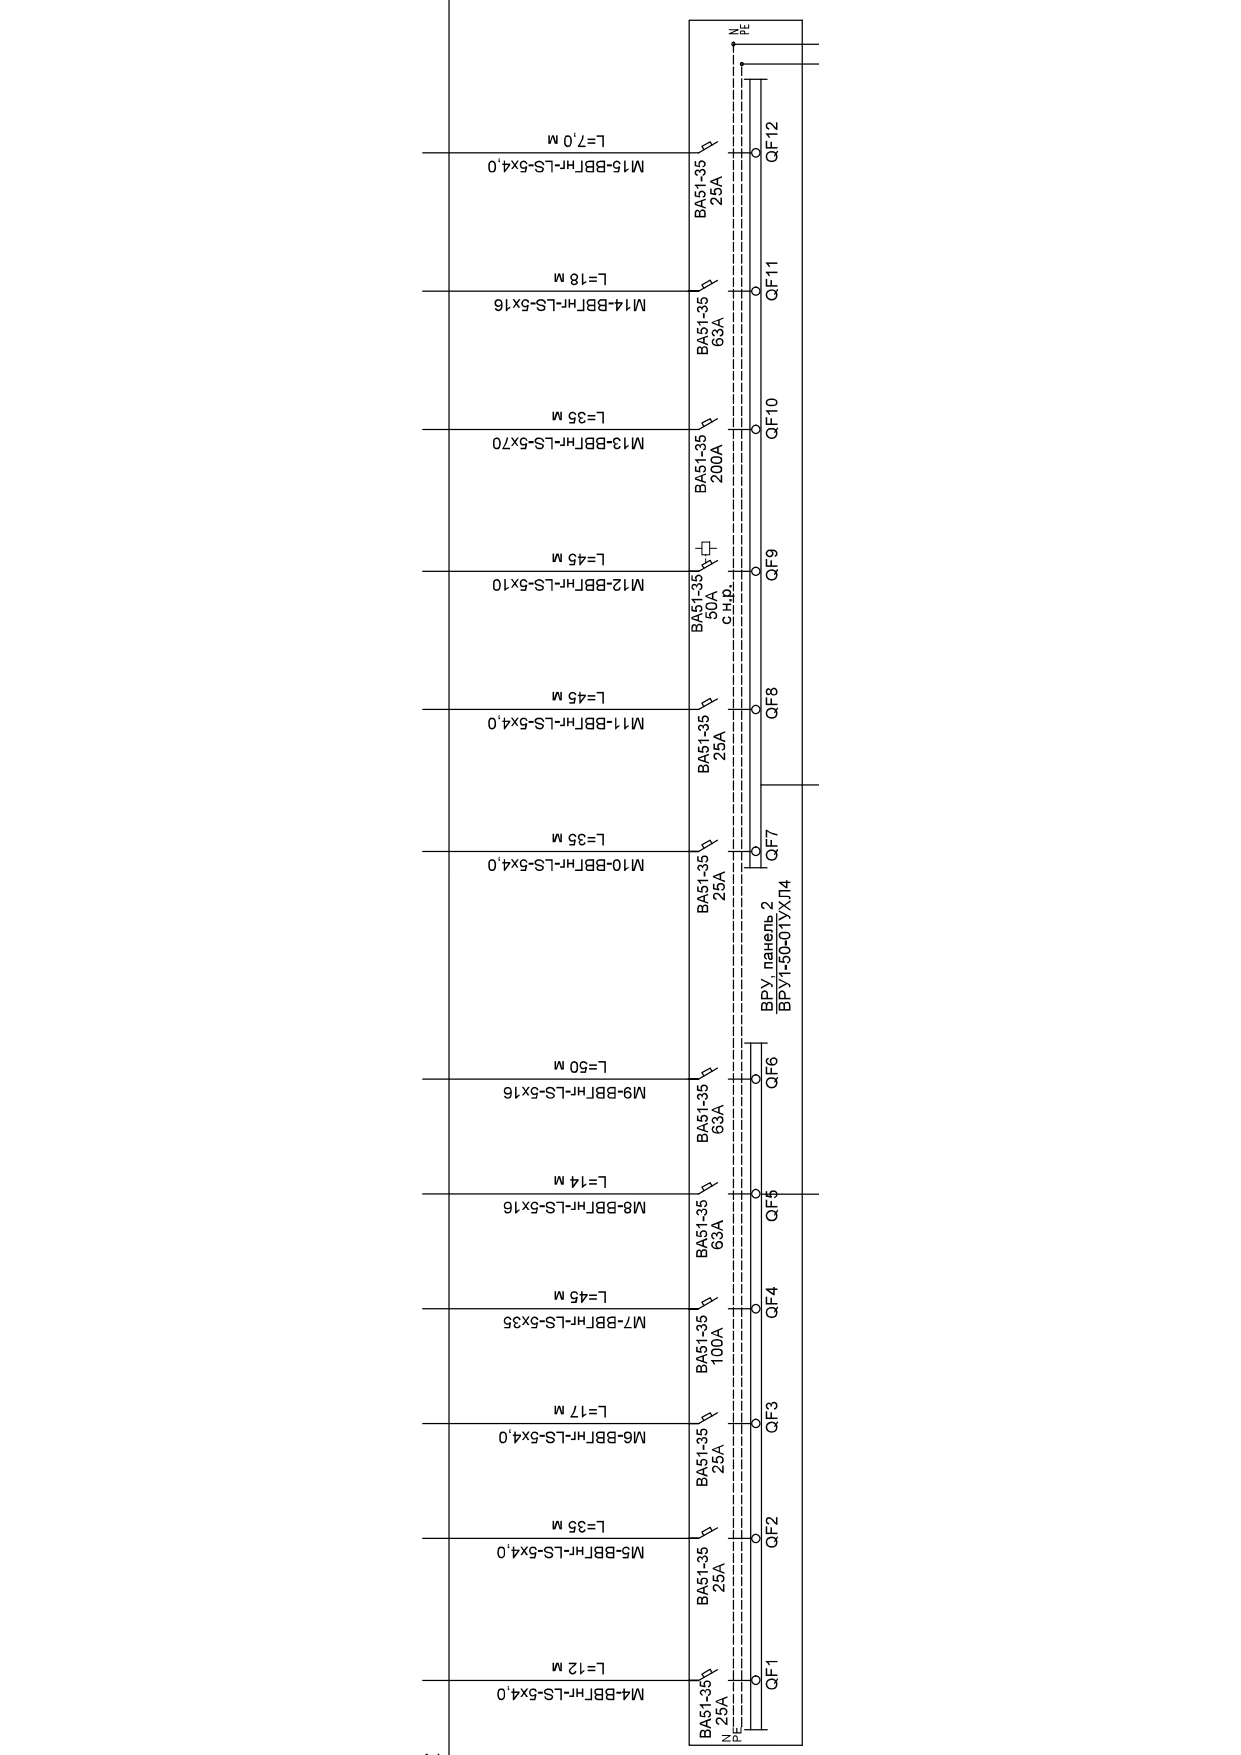 N
PE
L=7,0 м
М15-ВВГнг-LS-5х4,0
ВА51-35
25А
QF12
L=18 м
М14-ВВГнг-LS-5х16
ВА51-35
63А
QF11
L=35 м
М13-ВВГнг-LS-5х70
ВА51-35
200А
QF10
L=45 м
М12-ВВГнг-LS-5х10
ВА51-35
50А
с н.р.
QF9
L=45 м
М11-ВВГнг-LS-5х4,0
ВА51-35
25А
QF8
L=35 м
М10-ВВГнг-LS-5х4,0
ВА51-35
25А
QF7
ВРУ, панель 2
ВРУ1-50-01УХЛ4
L=50 м
М9-ВВГнг-LS-5х16
ВА51-35
63А
QF6
L=14 м
М8-ВВГнг-LS-5х16
ВА51-35
63А
QF5
L=45 м
М7-ВВГнг-LS-5х35
ВА51-35
100А
QF4
L=17 м
М6-ВВГнг-LS-5х4,0
ВА51-35
25А
QF3
L=35 м
М5-ВВГнг-LS-5х4,0
ВА51-35
25А
QF2
L=12 м
М4-ВВГнг-LS-5х4,0
ВА51-35
25А
QF1
N
PE